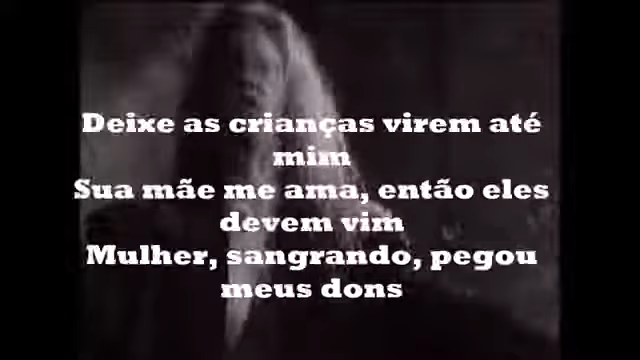 Deixe as crianças virem até
mim
Sua mãe me ama, então eles
devem vim
Mulher, sangrando, pegou
meus dons